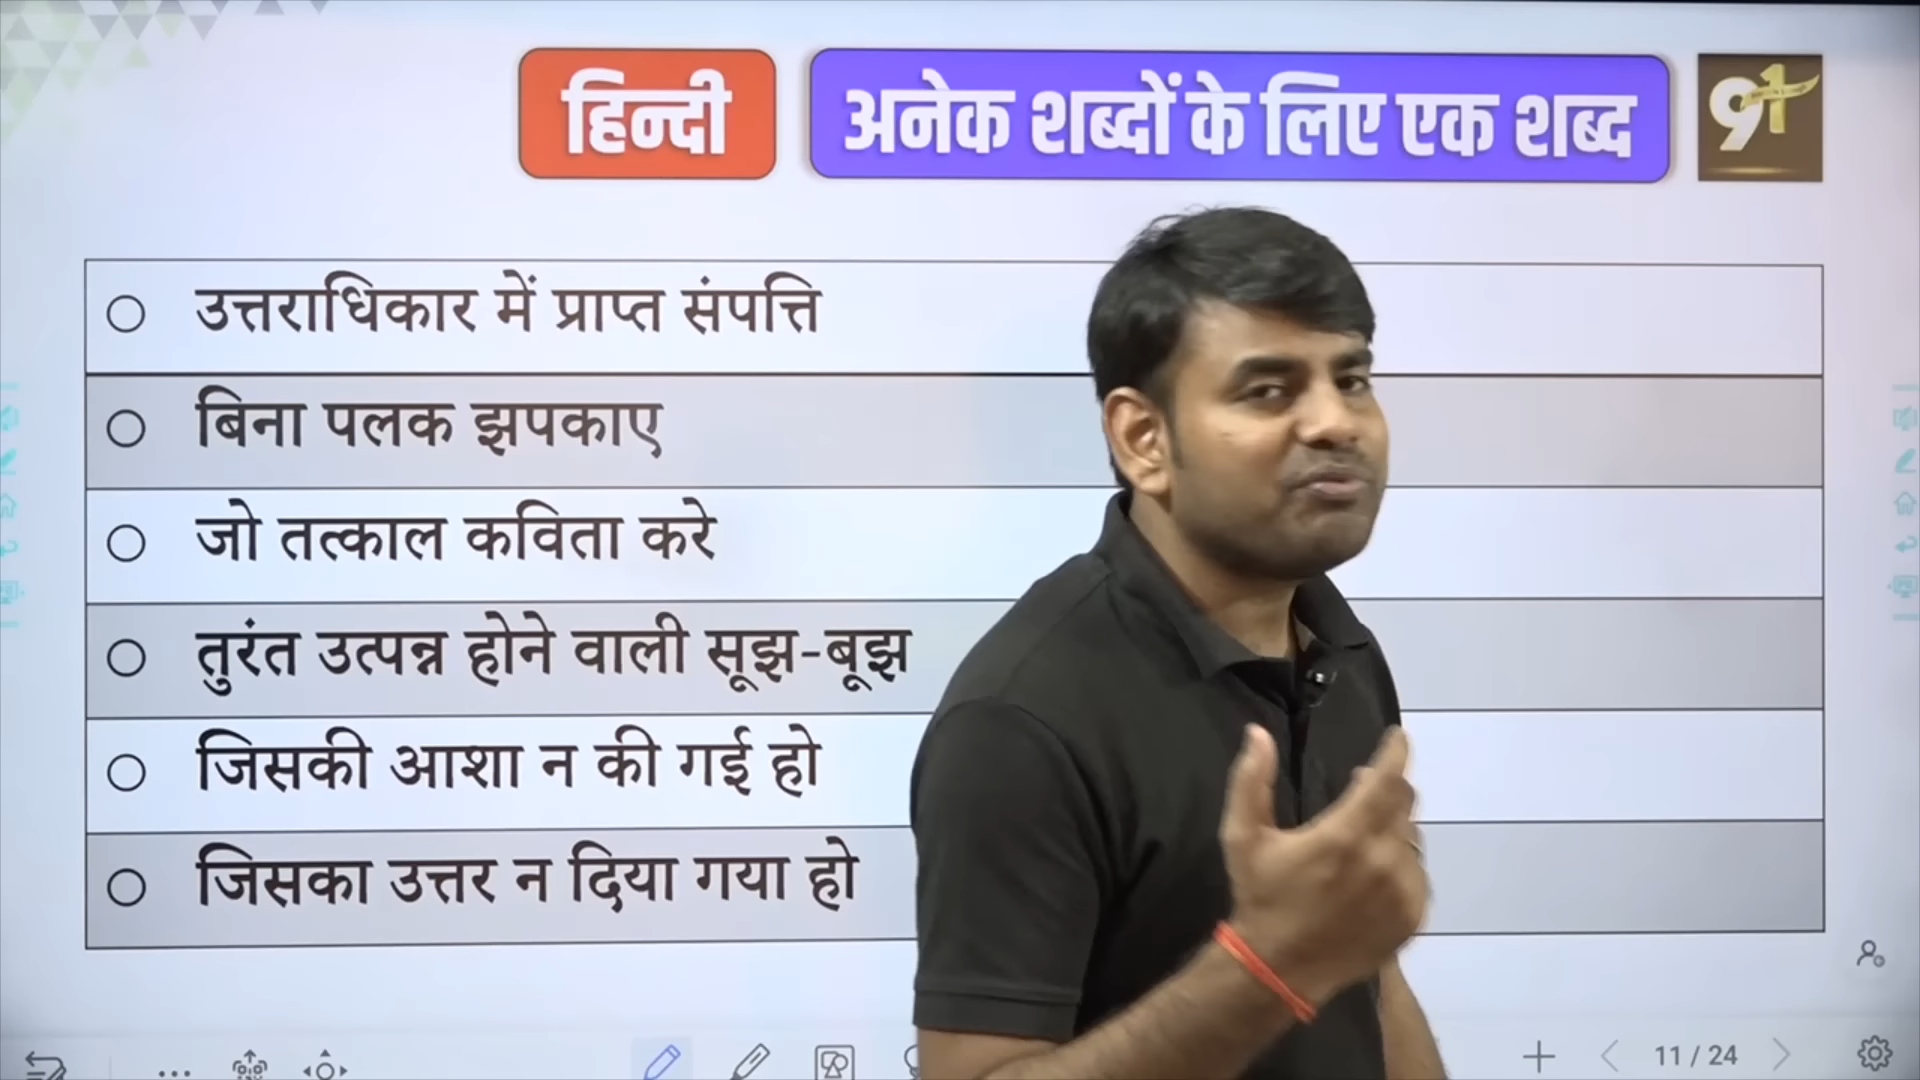 हिन्दी
अनेक शब्दों के लिए एक शब्द
91
उत्तराधिकार में प्राप्त संपत्ति
बिना पलक झपकाए
जो तत्काल कविता करे
तुरंत उत्पन्न होने वाली सूझ-बूझ
जिसकी आशा न की गई हो
जिसका उत्तर न दिया गया हो
11 / 24